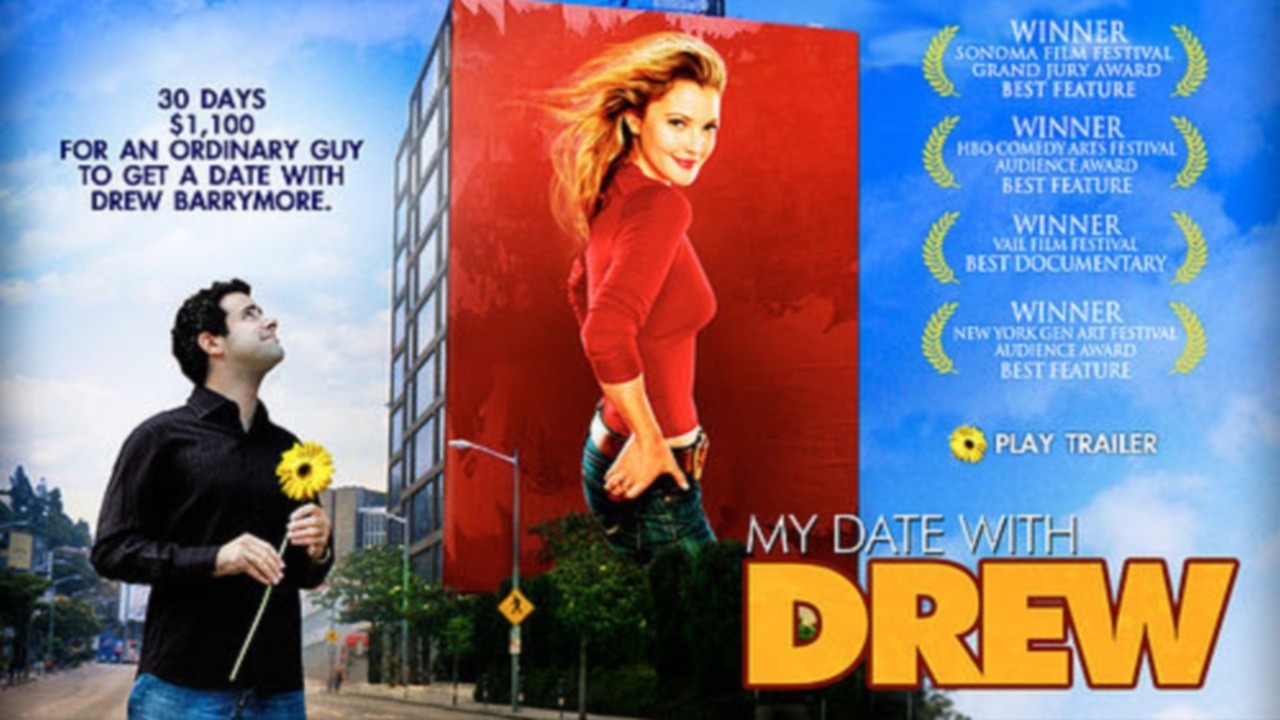 30 DAYS
$1,100
FOR AN ORDINARY GUY
TO GET A DATE WITH
DREW BARRYMORE.
WINNER
SONOMA FILM FESTIVAL
GRAND JURY AWARD
BEST FEATURE
WINNER
HBO COMEDY ARTS FESTIVAL
AUDIENCE AWARD
BEST FEATURE
WINNER
VAIL FILM FESTIVAL
BEST DOCUMENTARY
WINNER
NEW YORK GEN ART FESTIVAL
AUDIENCE AWARD
BEST FEATURE
PLAY TRAILER
MY DATE WITH
DREW